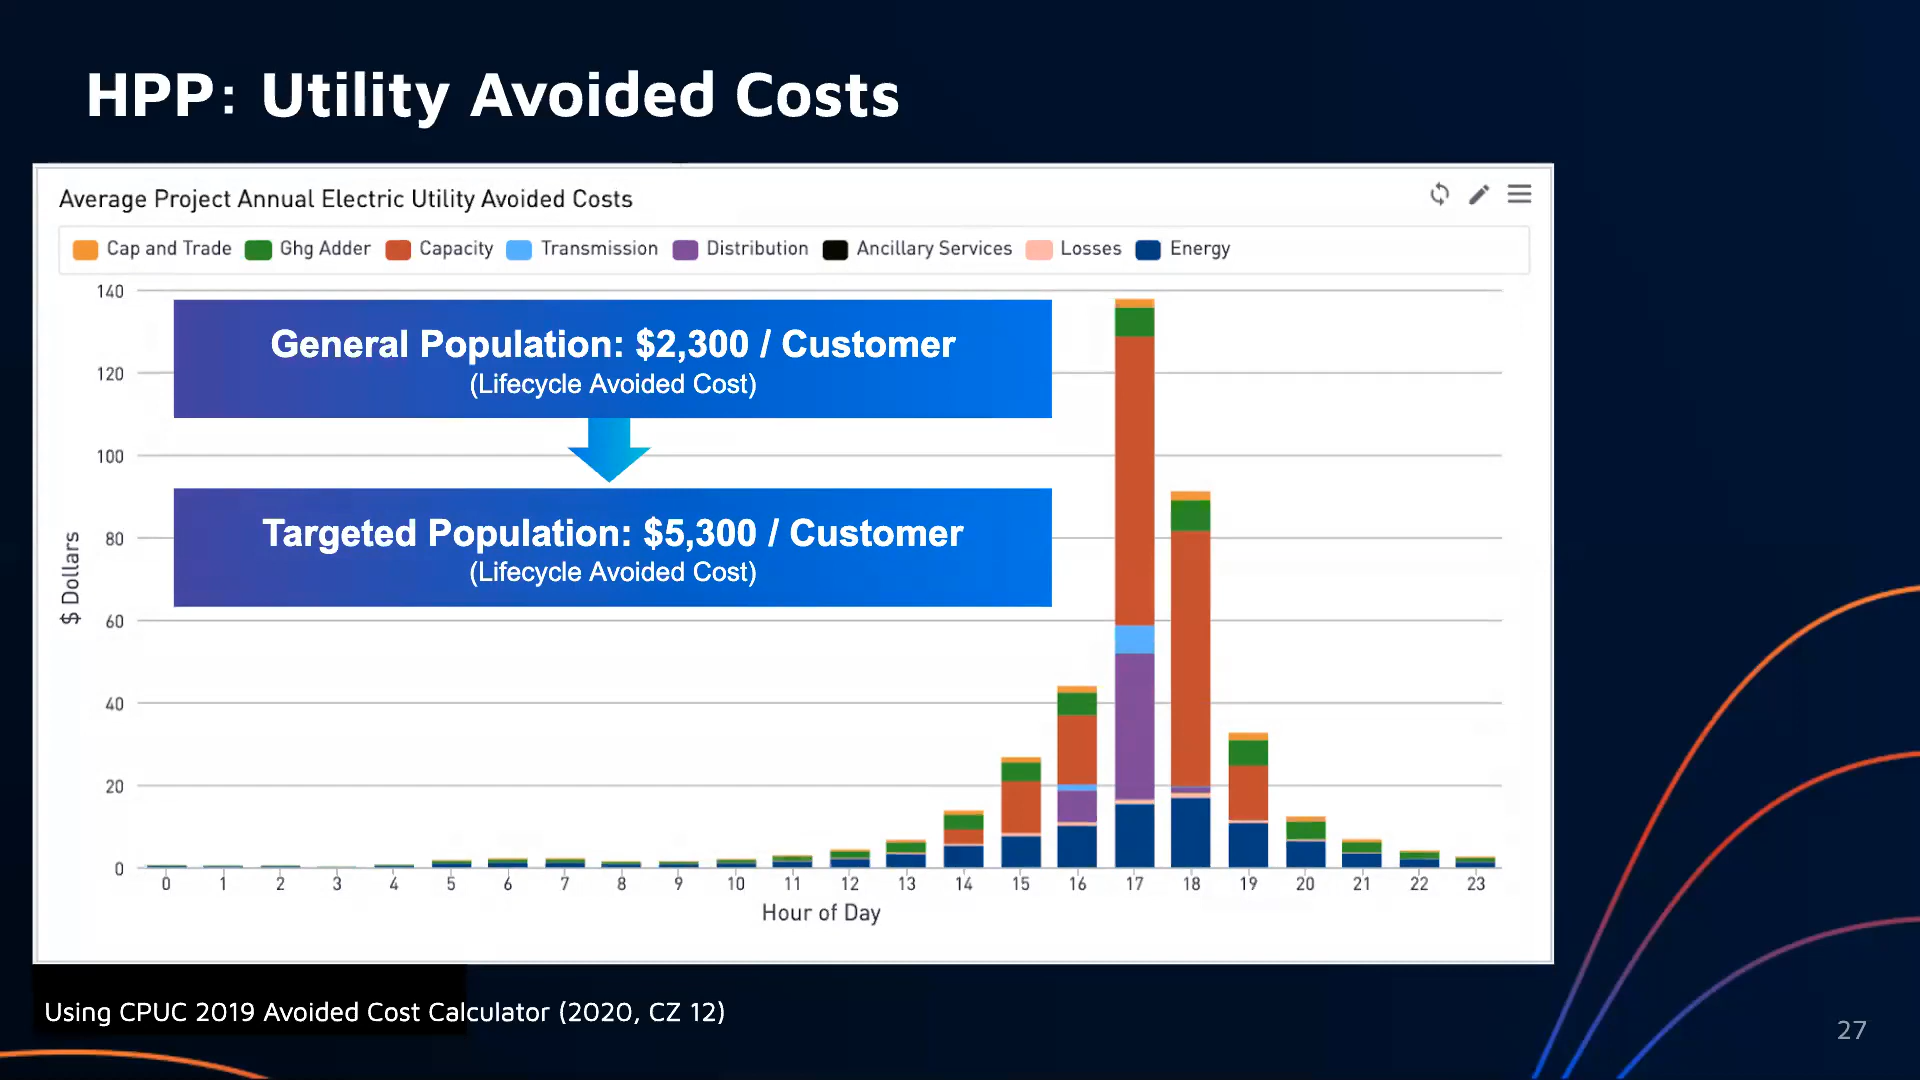 HPP: Utility Avoided Costs
Average Project Annual Electric Utility Avoided Costs
Cap and Trade Ghg Adder Capacity Transmission Distribution Ancillary Services Losses Energy
General Population: $2,300 / Customer
(Lifecycle Avoided Cost)
Targeted Population: $5,300 / Customer
(Lifecycle Avoided Cost)
$ Dollars
140
120
100
80
60
40
20
0
0 1 2 3 4 5 6 7 8 9 10 11 12 13 14 15 16 17 18 19 20 21 22 23
Hour of Day
Using CPUC 2019 Avoided Cost Calculator (2020, CZ 12)
27